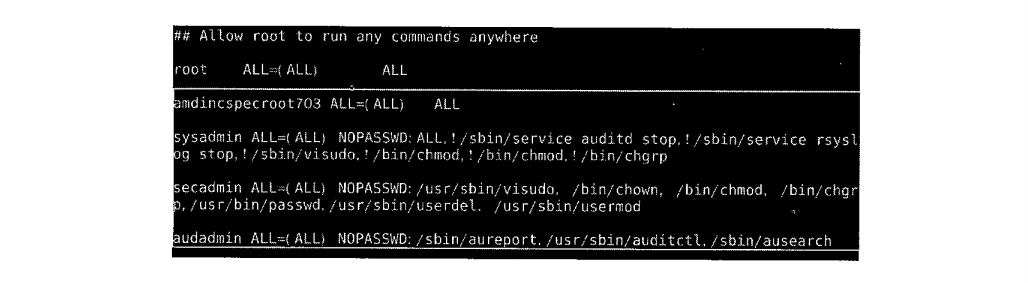 ## Allow root to run any commands anywhere
root ALL=(ALL) ALL
amdincspecroot703 ALL=(ALL) ALL
sysadmin ALL=(ALL) NOPASSWD:ALL,!/sbin/service auditd stop,!/sbin/service rsysl
og stop,!/sbin/visudo,!/bin/chmod,!/bin/chmod,!/bin/chgrp
secadmin ALL=(ALL) NOPASSWD:/usr/sbin/visudo, /bin/chown, /bin/chmod, /bin/chgr
p,/usr/bin/passwd,/usr/sbin/userdel, /usr/sbin/usermod
audadmin ALL=(ALL) NOPASSWD:/sbin/aureport,/usr/sbin/auditctl,/sbin/ausearch